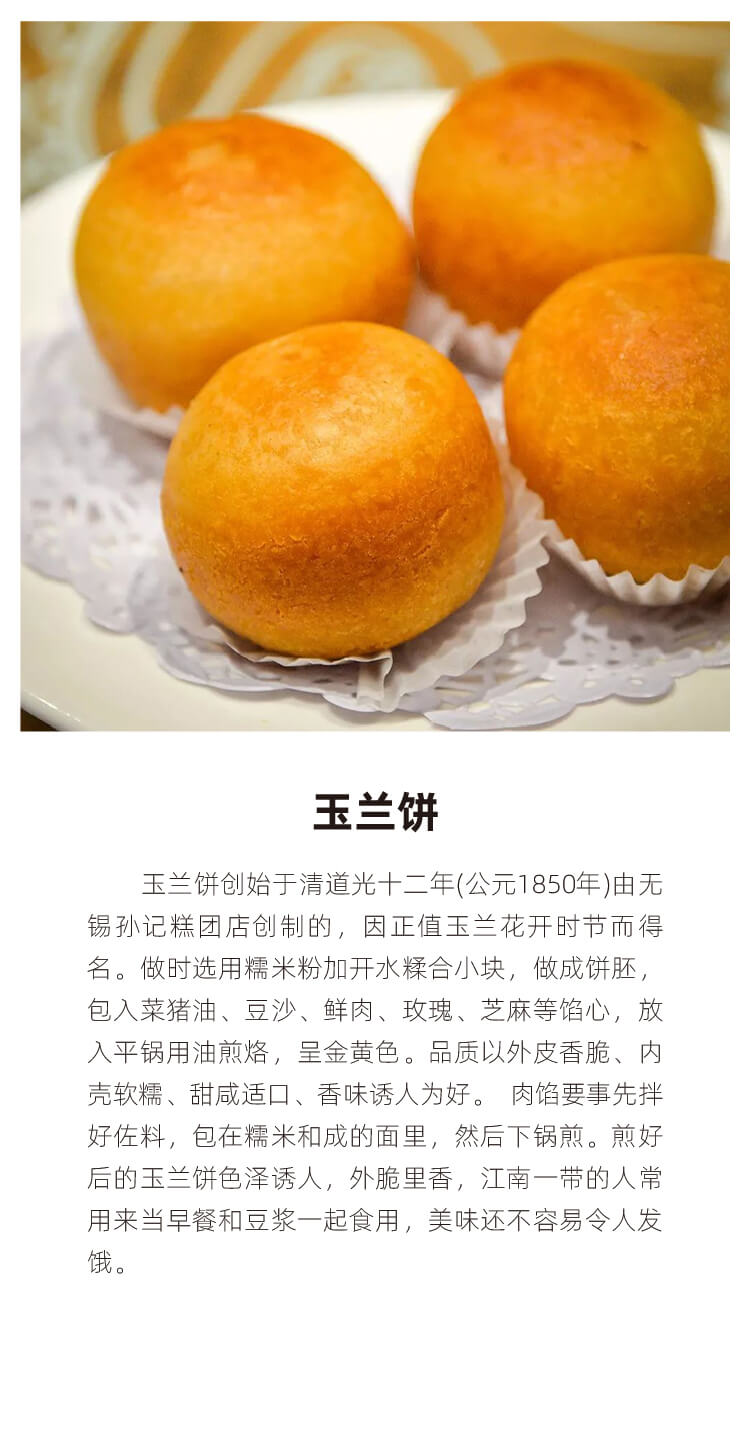 玉兰饼
玉兰饼创始于清道光十二年(公元1850年)由无
锡孙记糕团店创制的，因正值玉兰花开时节而得
名。做时选用糯米粉加开水糅合小块，做成饼胚，
包入菜猪油、豆沙、鲜肉、玫瑰、芝麻等馅心，放
入平锅用油煎烙，呈金黄色。品质以外皮香脆、内
壳软糯、甜咸适口、香味诱人为好。 肉馅要事先拌
好佐料，包在糯米和成的面里，然后下锅煎。煎好
后的玉兰饼色泽诱人，外脆里香，江南一带的人常
用来当早餐和豆浆一起食用，美味还不容易令人发
饿。